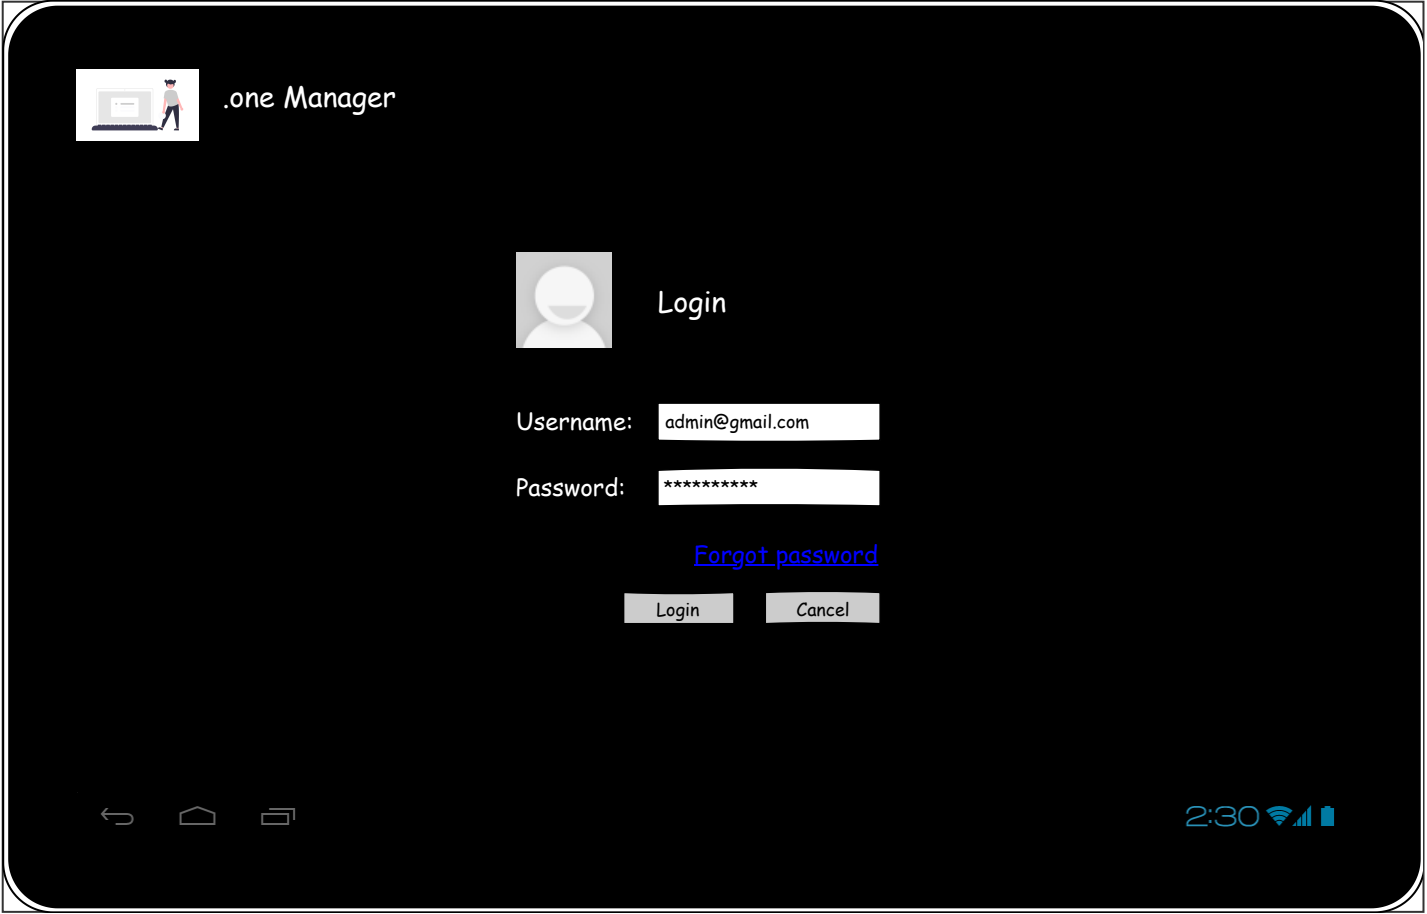 .one Manager
Login
Username: admin@gmail.com
Password: **********
Forgot password
Login Cancel
2:30